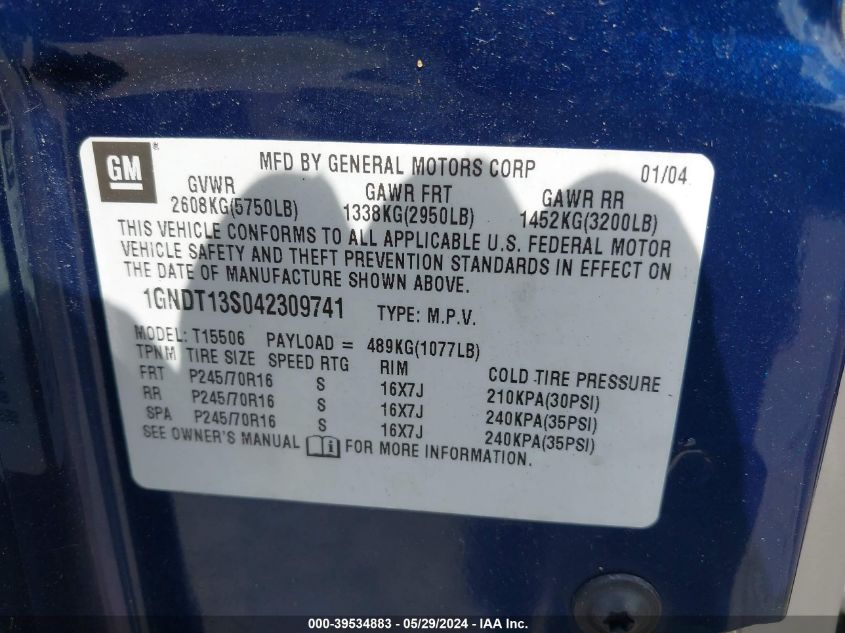 GM ® MFD BY GENERAL MOTORS CORP 01/04
GVWR GAWR FRT GAWR RR
2608KG(5750LB) 1338KG(2950LB) 1452KG(3200LB)
THIS VEHICLE CONFORMS TO ALL APPLICABLE U.S. FEDERAL MOTOR
VEHICLE SAFETY AND THEFT PREVENTION STANDARDS IN EFFECT ON
THE DATE OF MANUFACTURE SHOWN ABOVE.
1GNDT13S042309741 TYPE: M.P.V.
MODEL: T15506 PAYLOAD = 489KG(1077LB)
TPNM TIRE SIZE SPEED RTG RIM COLD TIRE PRESSURE
FRT P245/70R16 S 16X7J 210KPA(30PSI)
RR P245/70R16 S 16X7J 240KPA(35PSI)
SPA P245/70R16 S 16X7J 240KPA(35PSI)
SEE OWNER'S MANUAL i FOR MORE INFORMATION.
000-39534883 - 05/29/2024 - IAA Inc.